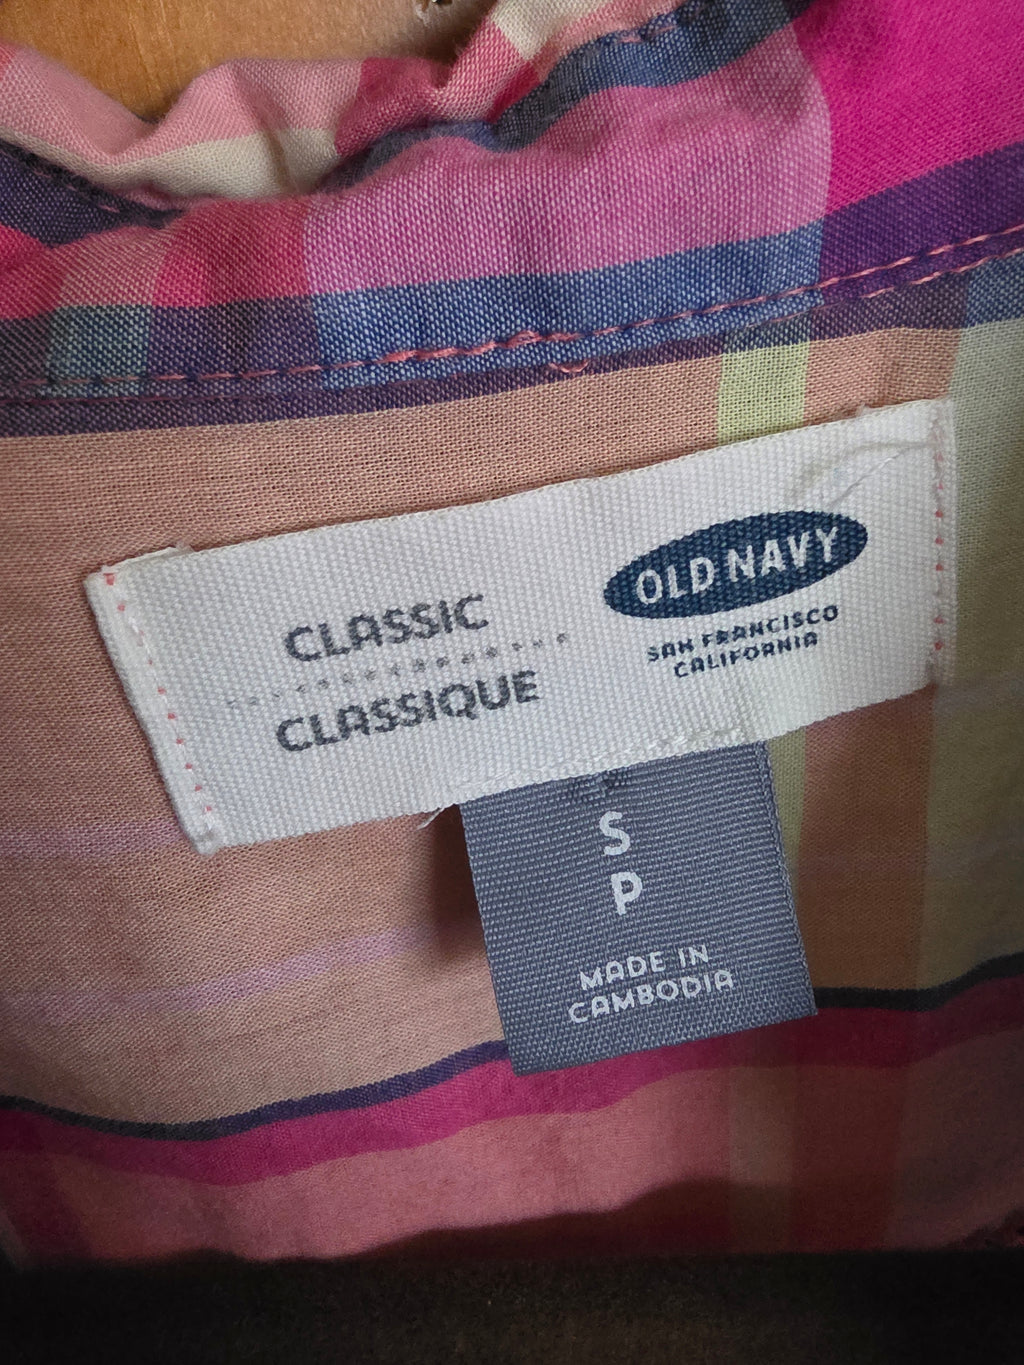 CLASSIC
CLASSIQUE
OLD NAVY
SAN FRANCISCO
CALIFORNIA
S
P
MADE IN
CAMBODIA